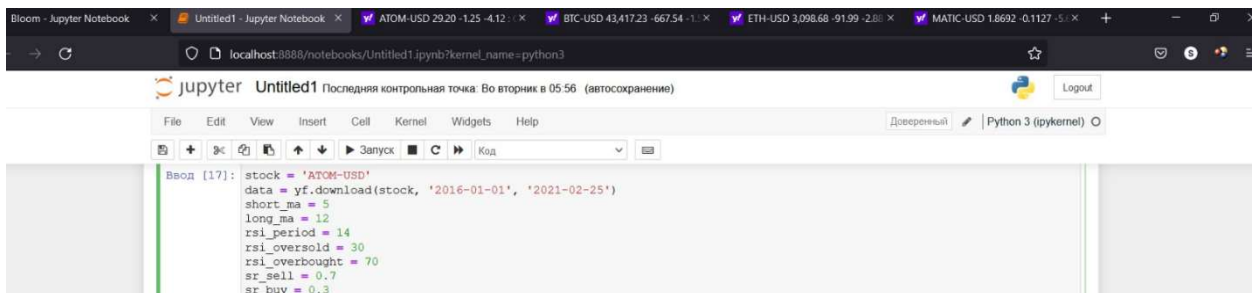 Bloom - Jupyter Notebook × Untitled1 - Jupyter Notebook × ATOM-USD 29.20 -1.25 -4.12 × BTC-USD 43,417.23 -667.54 -1. × ETH-USD 3,098.68 -91.99 -2.88 × MATIC-USD 1.8692 -0.1127 -5. × +
localhost:8888/notebooks/Untitled1.ipynb?kernel_name=python3
jupyter Untitled1 Последняя контрольная точка: Во вторник в 05:56 (автосохранение) Logout
File Edit View Insert Cell Kernel Widgets Help Доверенный Python 3 (ipykernel)
Запуск Код
Ввод [17]: stock = 'ATOM-USD'
data = yf.download(stock, '2016-01-01', '2021-02-25')
short_ma = 5
long_ma = 12
rsi_period = 14
rsi_oversold = 30
rsi_overbought = 70
sr_sell = 0.7
sr_buy = 0.3